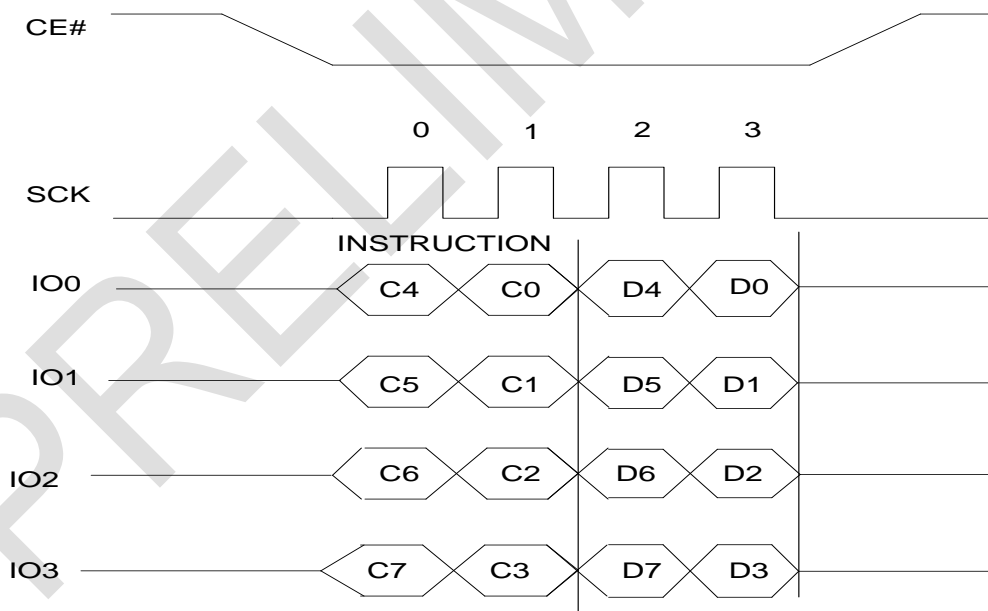 CE#
0 1 2 3
SCK
INSTRUCTION
IO0 C4 C0 D4 D0
IO1 C5 C1 D5 D1
IO2 C6 C2 D6 D2
IO3 C7 C3 D7 D3
PRELIM